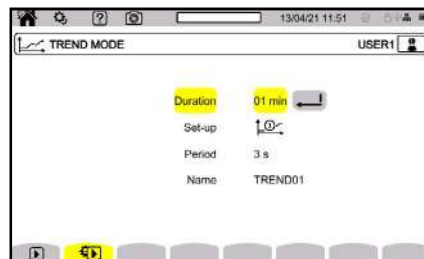 13/04/21 11:51
TREND MODE USER1
Duration 01 min
Set-up
Period 3 s
Name TREND01